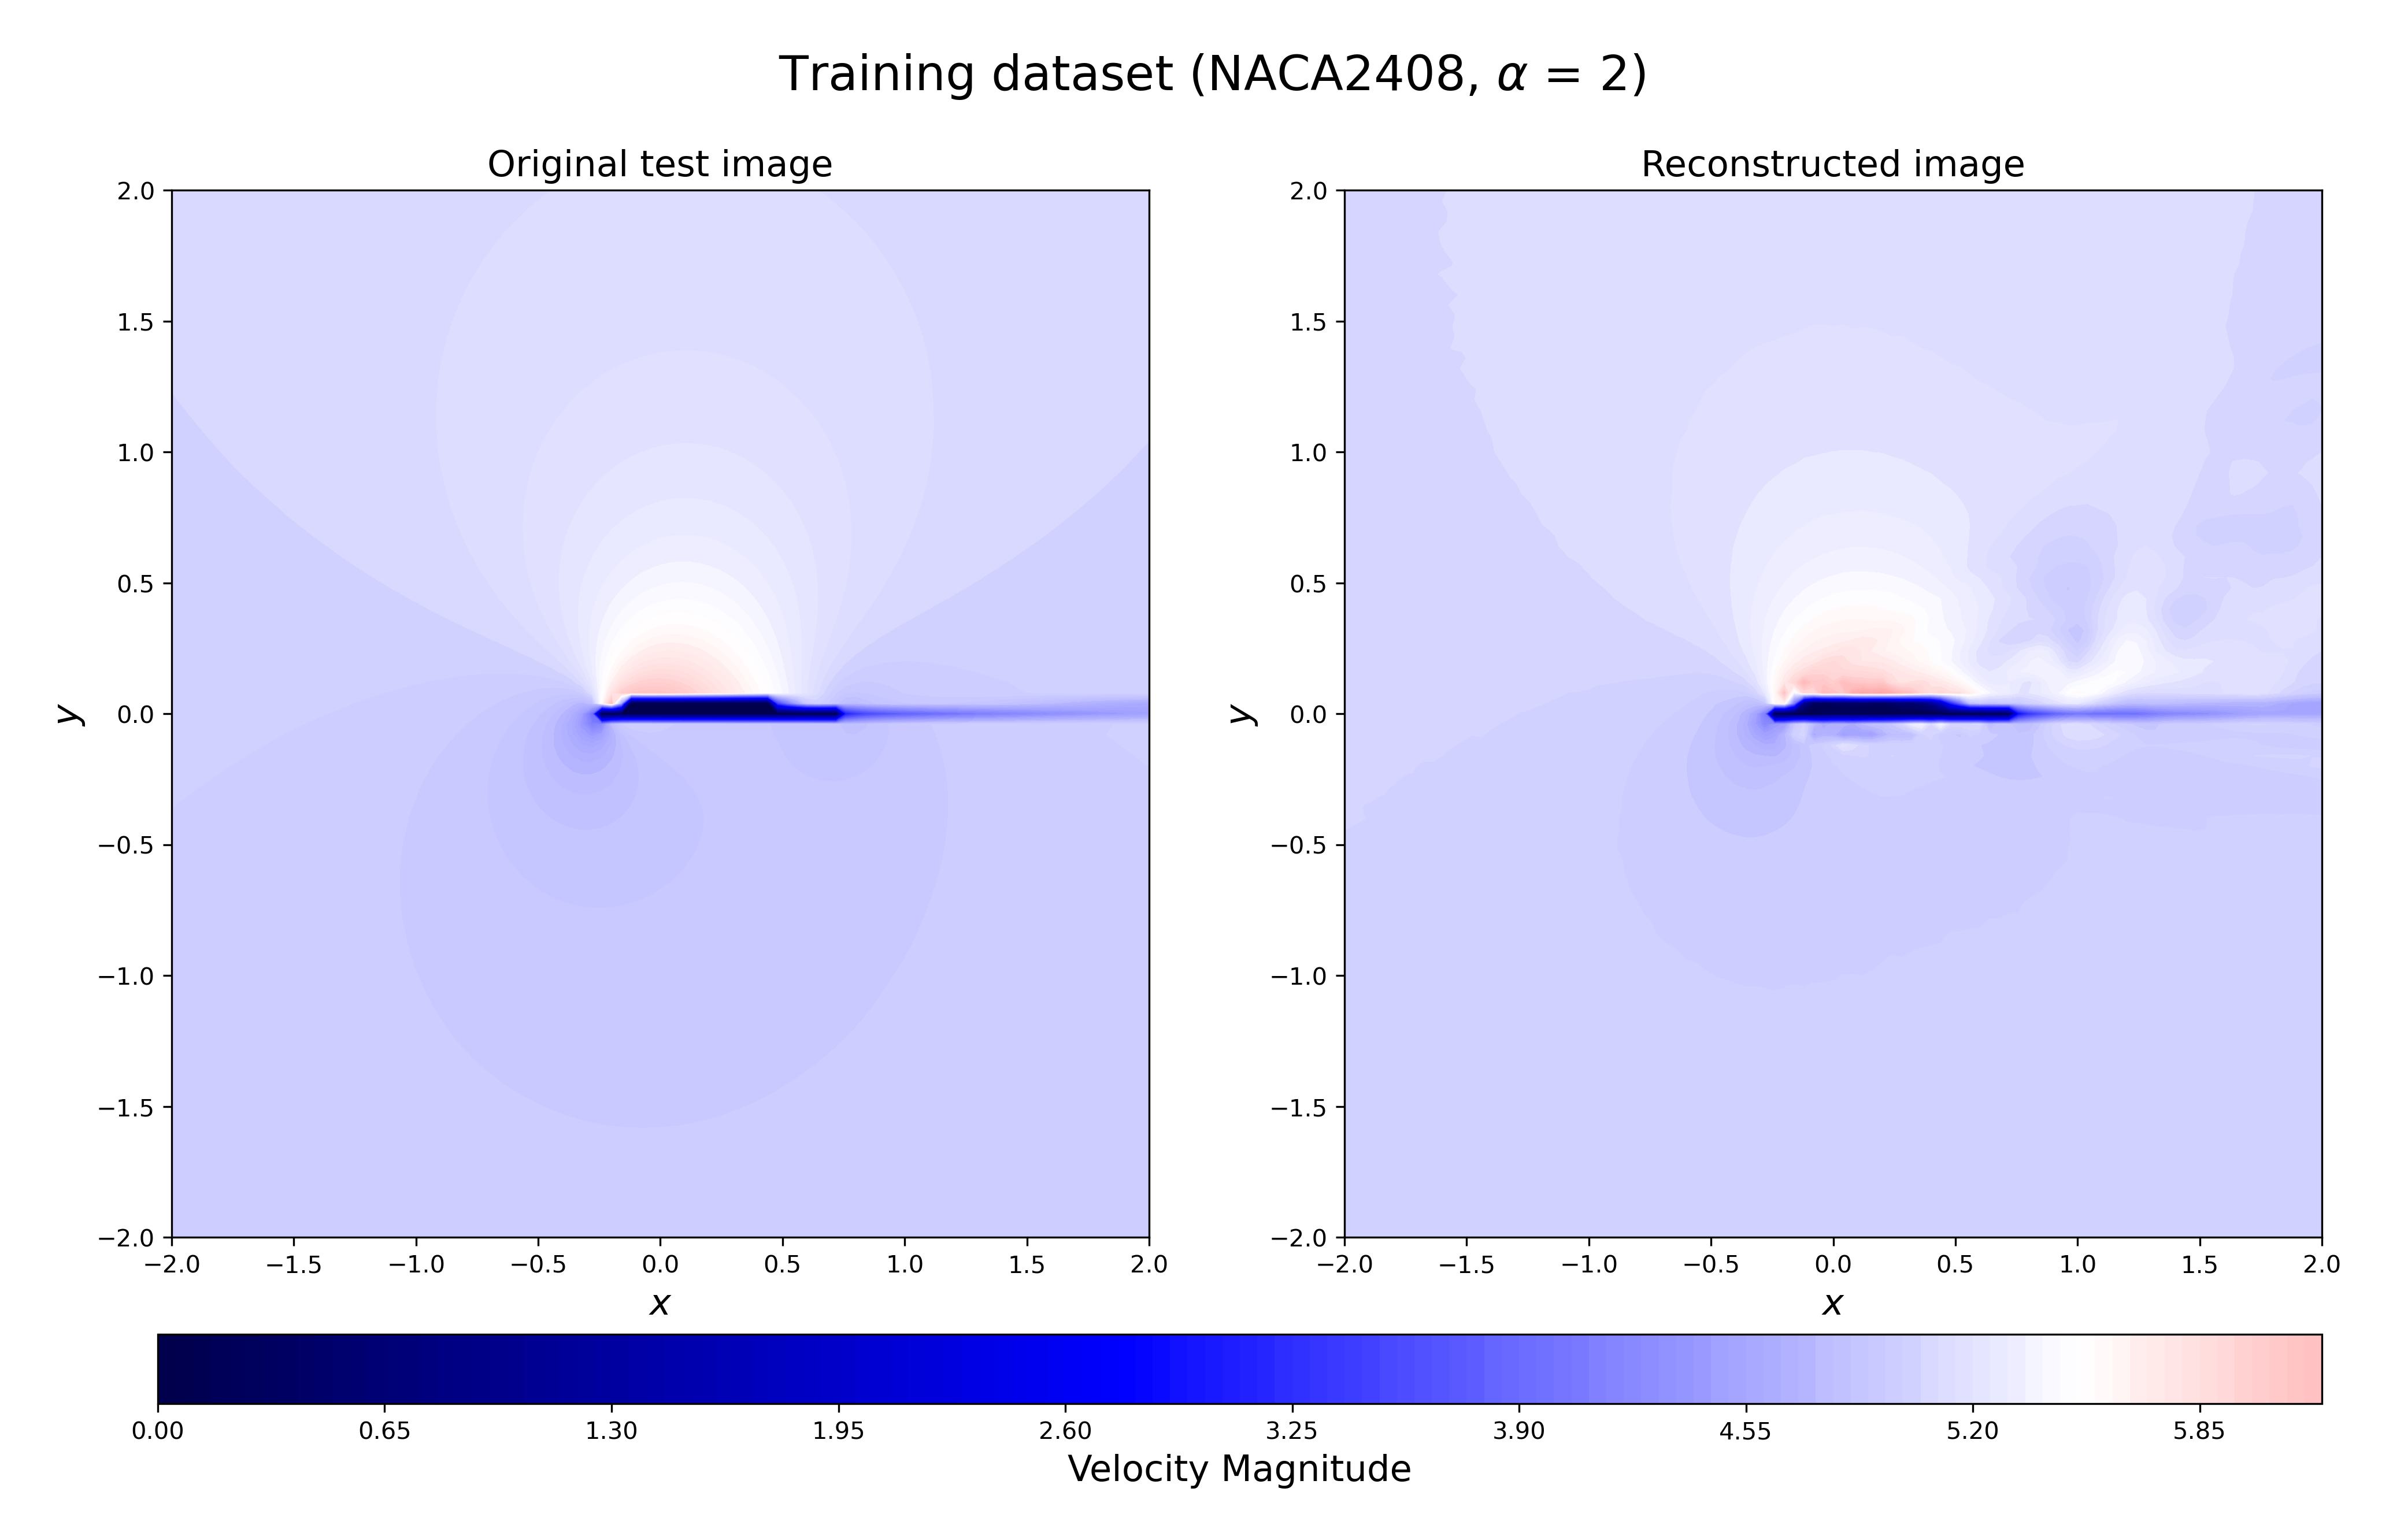 Training dataset (NACA2408, α = 2)
Original test image
2.0
1.5
1.0
0.5
0.0
−0.5
−1.0
−1.5
−2.0
y
−2.0 −1.5 −1.0 −0.5 0.0 0.5 1.0 1.5 2.0
x
Reconstructed image
2.0
1.5
1.0
0.5
0.0
−0.5
−1.0
−1.5
−2.0
y
−2.0 −1.5 −1.0 −0.5 0.0 0.5 1.0 1.5 2.0
x
0.00 0.65 1.30 1.95 2.60 3.25 3.90 4.55 5.20 5.85
Velocity Magnitude